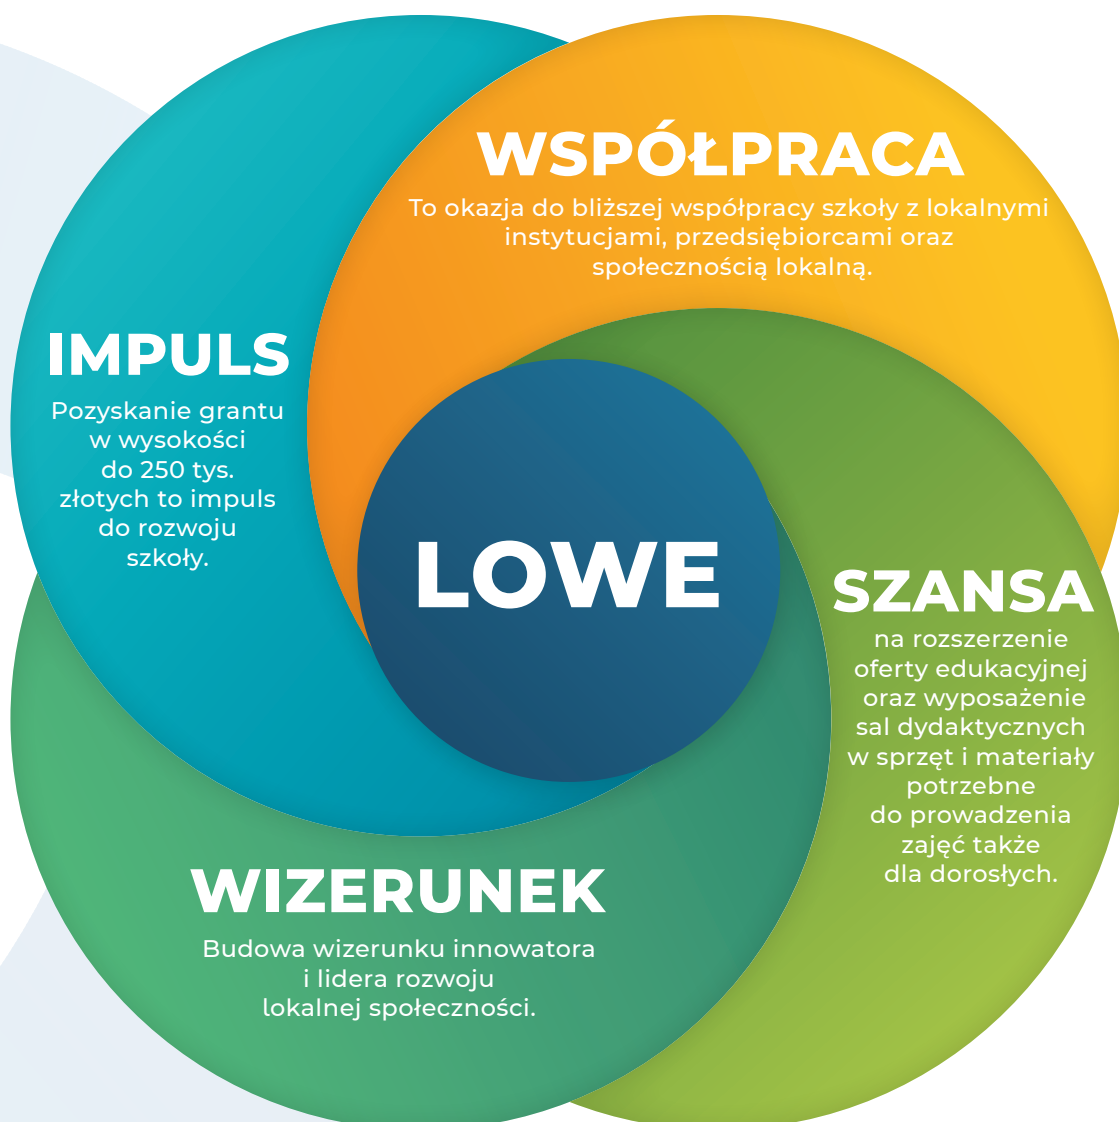 WSPÓŁPRACA
To okazja do bliższej współpracy szkoły z lokalnymi
instytucjami, przedsiębiorcami oraz
społecznością lokalną.
IMPULS
Pozyskanie grantu
w wysokości
do 250 tys.
złotych to impuls
do rozwoju
szkoły.
LOWE
SZANSA
na rozszerzenie
oferty edukacyjnej
oraz wyposażenie
sal dydaktycznych
w sprzęt i materiały
potrzebne
do prowadzenia
zajęć także
dla dorosłych.
WIZERUNEK
Budowa wizerunku innowatora
i lidera rozwoju
lokalnej społeczności.